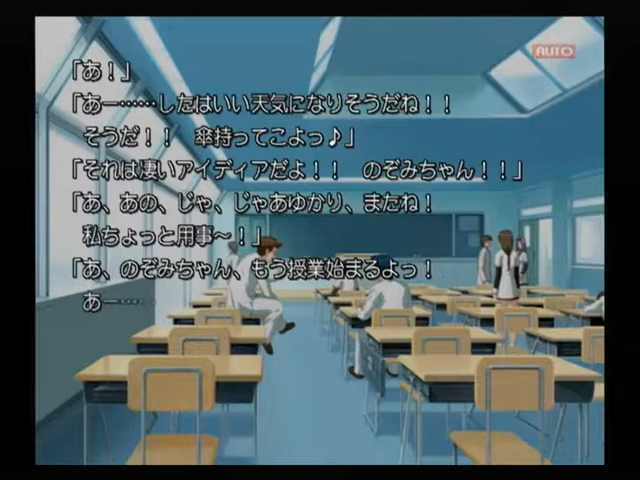 AUTO
「あ！」
「あー……したはいい天気になりそうだね！！
そうだ！！　傘持ってこよっ♪」
「それは凄いアイディアだよ！！　のぞみちゃん！！」
「あ、あの、じゃ、じゃあゆかり、またね！
私ちょっと用事～！」
「あ、のぞみちゃん、もう授業始まるよっ！
あー……